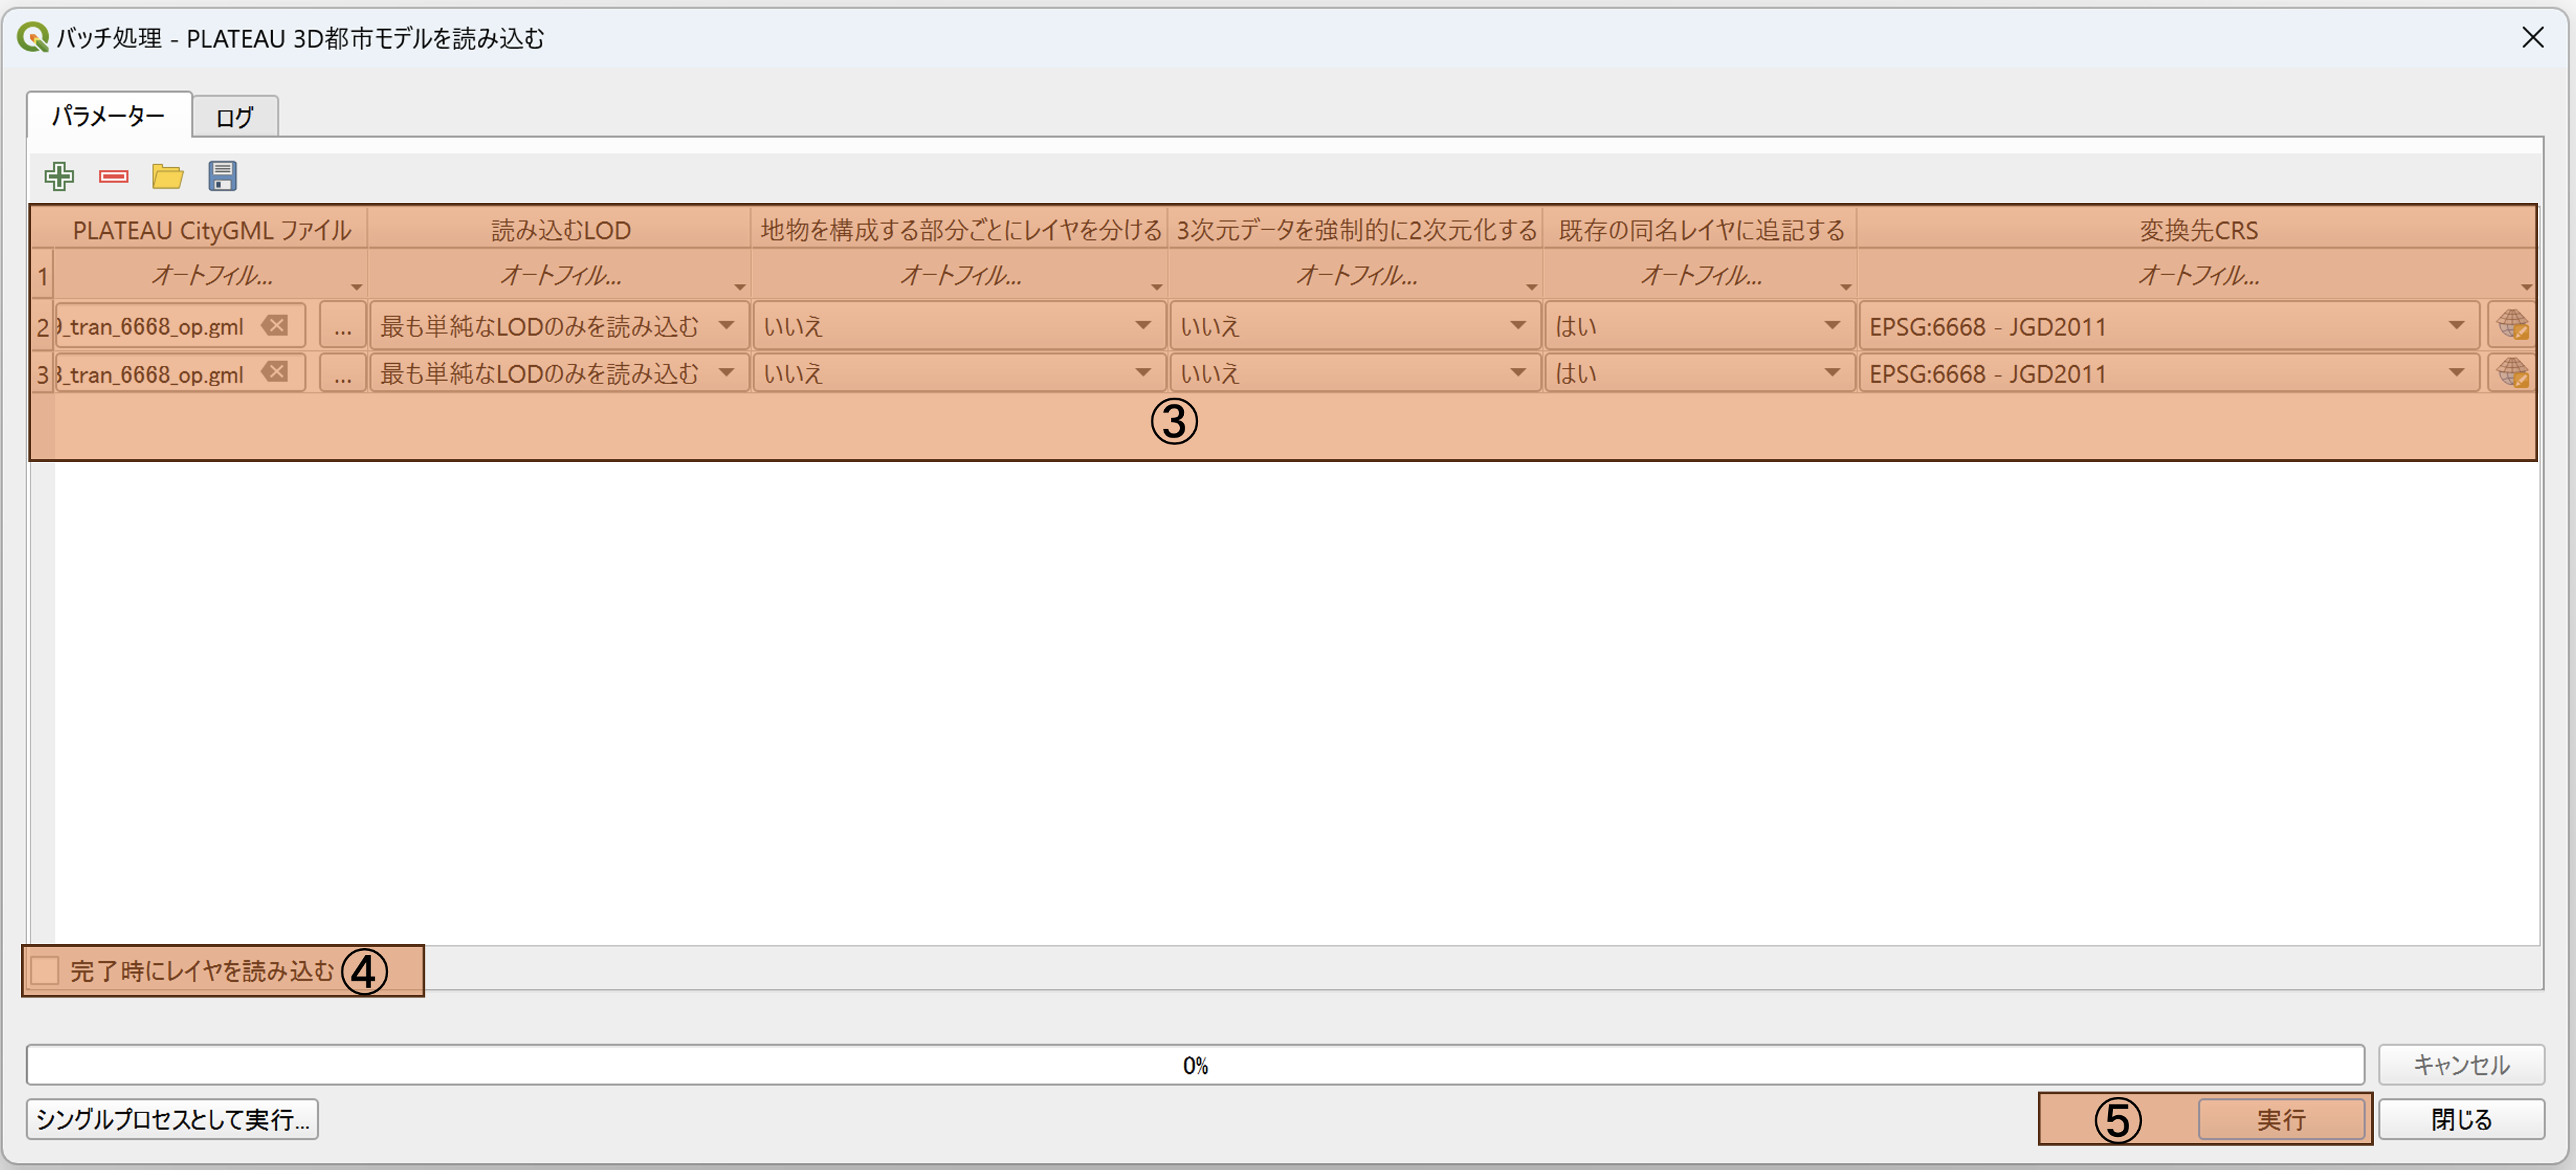 バッチ処理 - PLATEAU 3D都市モデルを読み込む
パラメーター ログ
PLATEAU CityGML ファイル 読み込むLOD 地物を構成する部分ごとにレイヤを分ける 3次元データを強制的に2次元化する 既存の同名レイヤに追記する 変換先CRS
1 オートフィル... オートフィル... オートフィル... オートフィル... オートフィル... オートフィル...
2 _tran_6668_op.gml ... 最も単純なLODのみを読み込む いいえ いいえ はい EPSG:6668 - JGD2011
3 _tran_6668_op.gml ... 最も単純なLODのみを読み込む いいえ いいえ はい EPSG:6668 - JGD2011
③
完了時にレイヤを読み込む ④
0% キャンセル
シングルプロセスとして実行... ⑤ 実行 閉じる